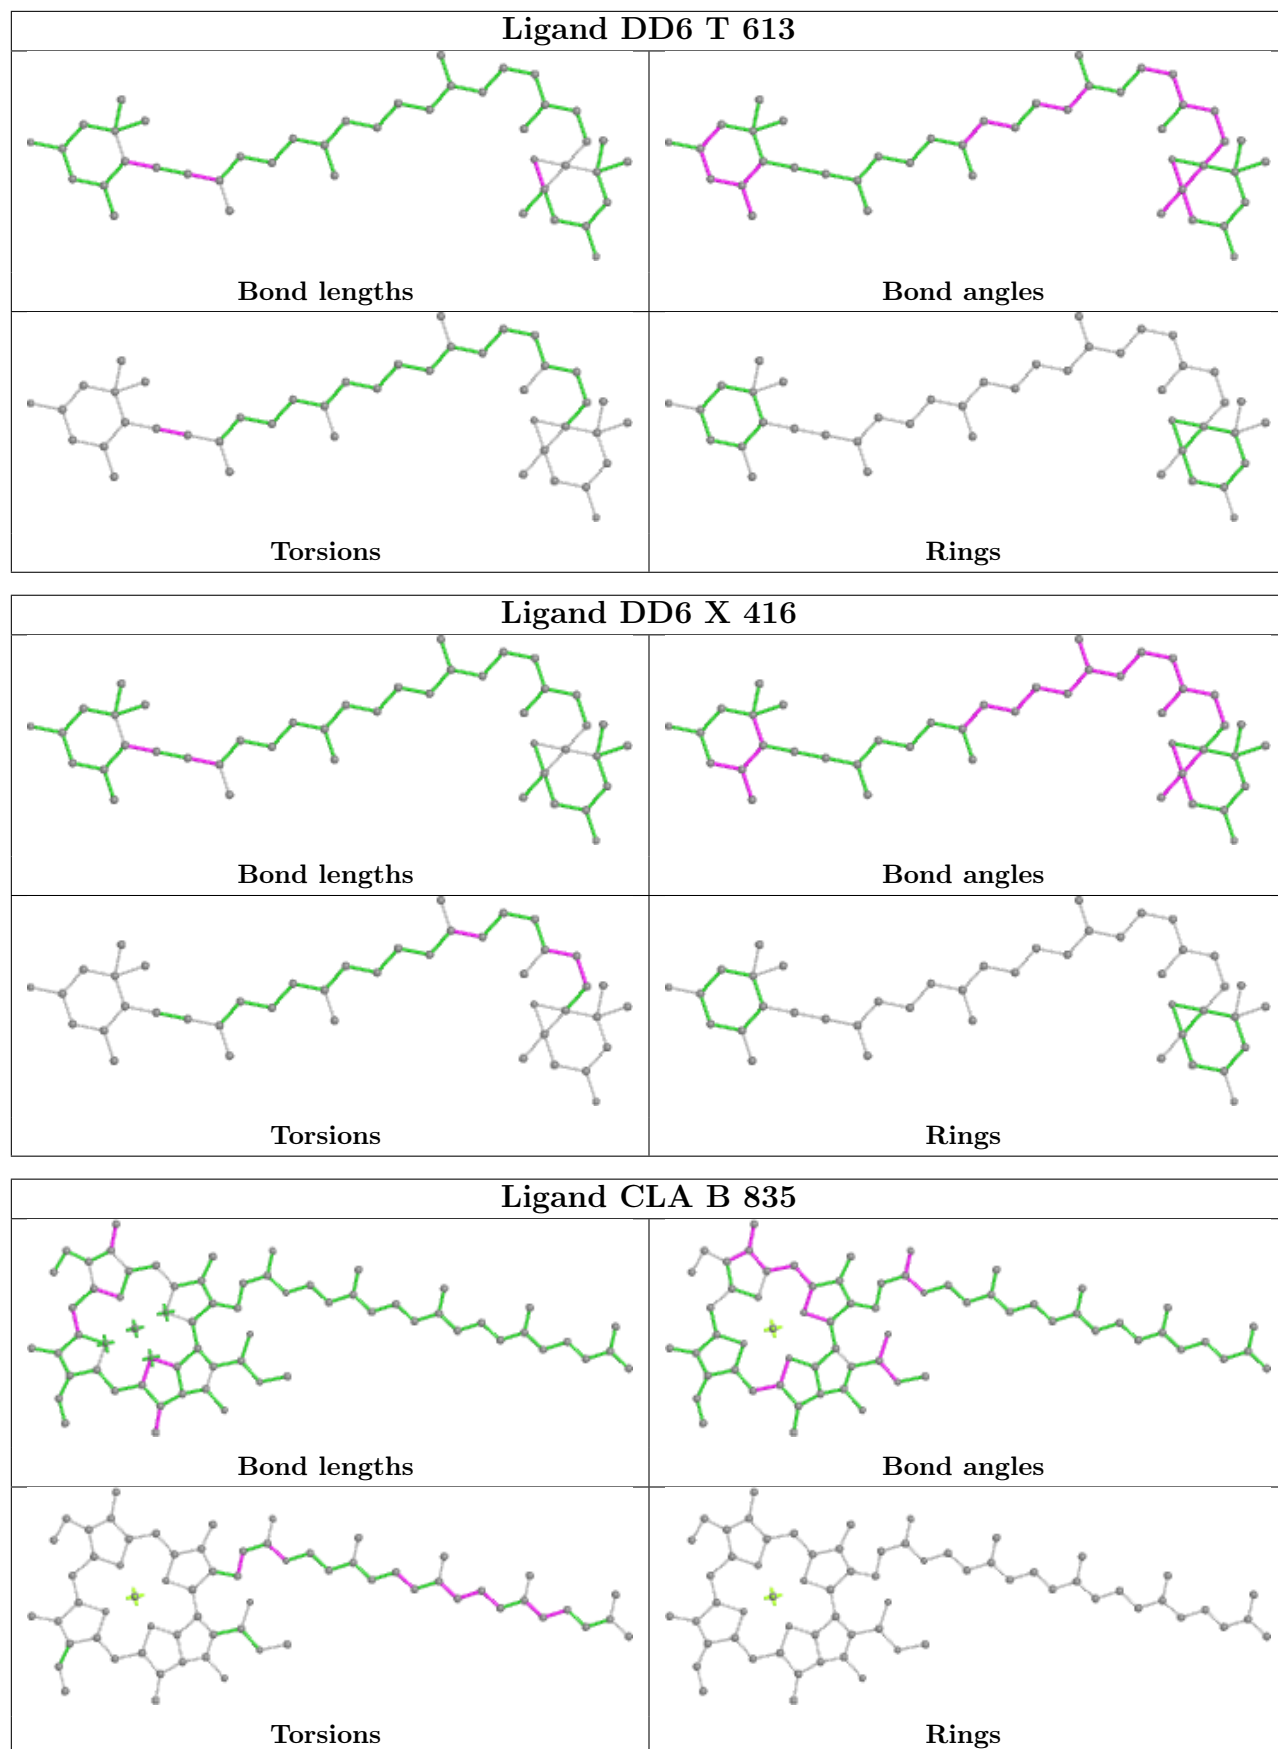 Ligand DD6 T 613
Bond lengths
Bond angles
Torsions
Rings
Ligand DD6 X 416
Bond lengths
Bond angles
Torsions
Rings
Ligand CLA B 835
Bond lengths
Bond angles
Torsions
Rings